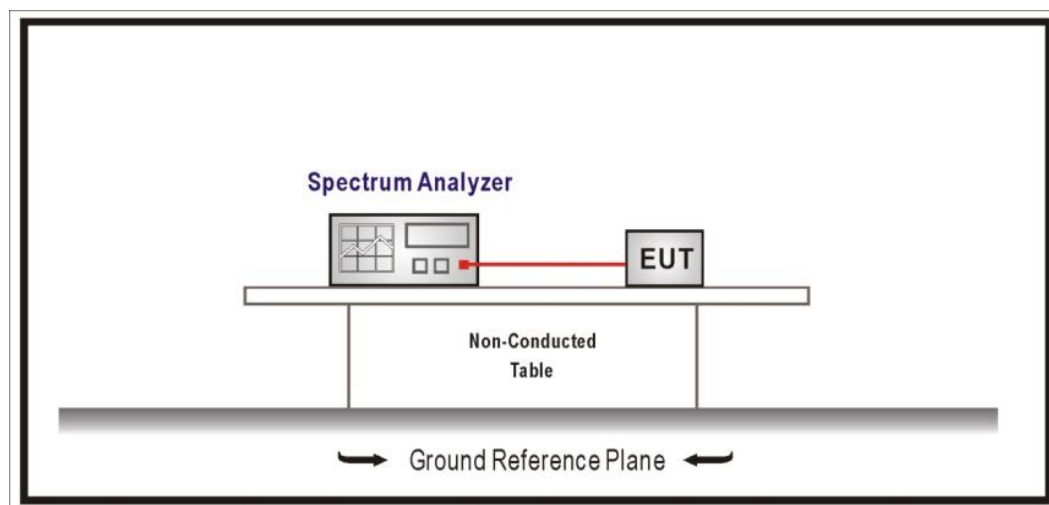 Spectrum Analyzer
EUT
Non-Conducted
Table
Ground Reference Plane